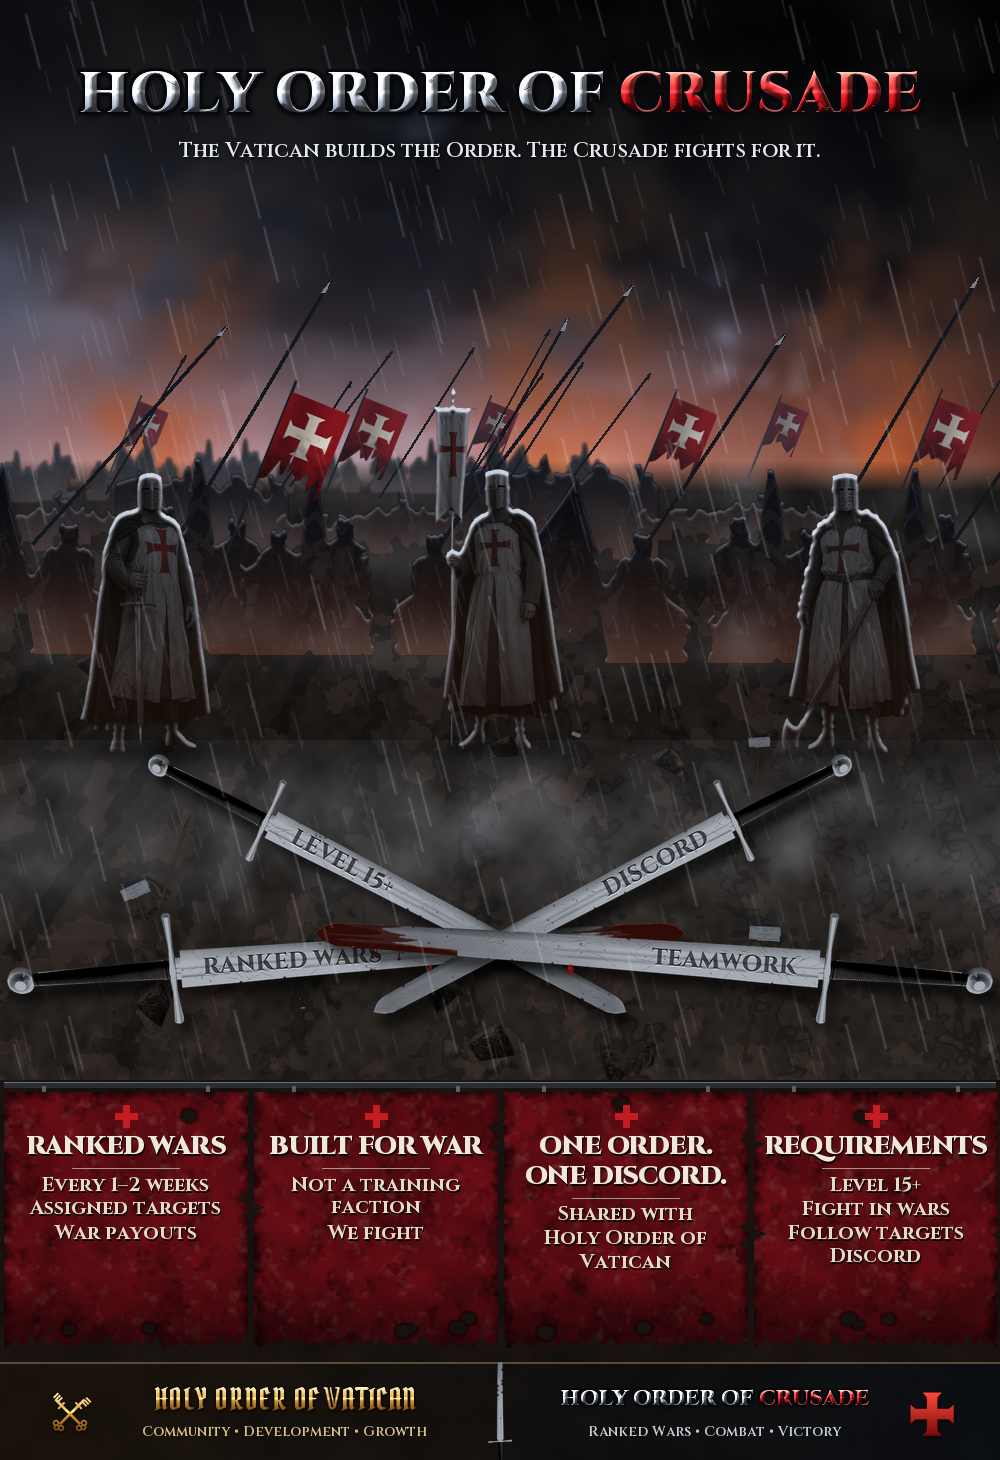 HOLY ORDER OF CRUSADE
The Vatican builds the Order. The Crusade fights for it.
LEVEL 15+
DISCORD
RANKED WARS
TEAMWORK
RANKED WARS
Every 1–2 weeks
Assigned targets
War payouts
BUILT FOR WAR
Not a training
faction
We fight
ONE ORDER.
ONE DISCORD.
Shared with
Holy Order of
Vatican
REQUIREMENTS
Level 15+
Fight in wars
Follow targets
Discord
HOLY ORDER OF VATICAN
Community • Development • Growth
HOLY ORDER OF CRUSADE
Ranked Wars • Combat • Victory